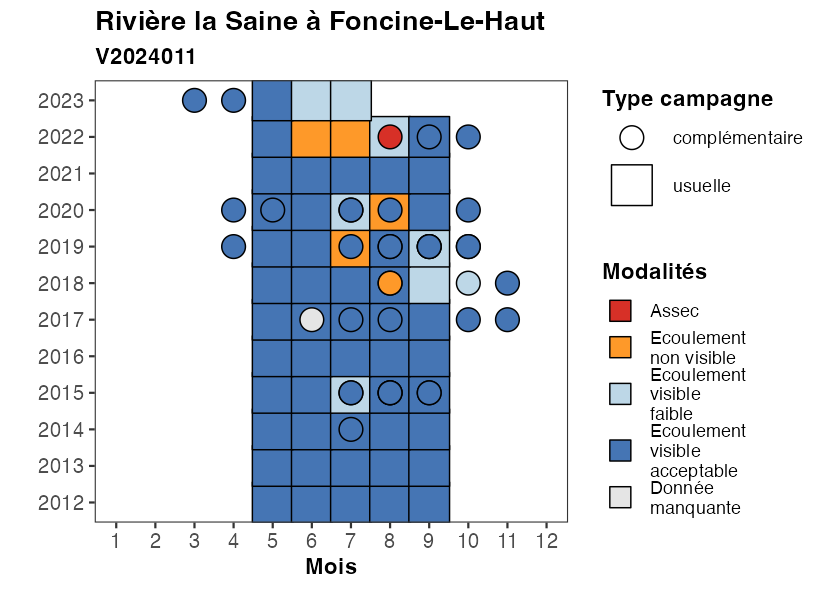 Rivière la Saine à Foncine-Le-Haut
V2024011
2023
2022
2021
2020
2019
2018
2017
2016
2015
2014
2013
2012
1 2 3 4 5 6 7 8 9 10 11 12
Mois
Type campagne
complémentaire
usuelle
Modalités
Assec
Ecoulement
non visible
Ecoulement
visible
faible
Ecoulement
visible
acceptable
Donnée
manquante